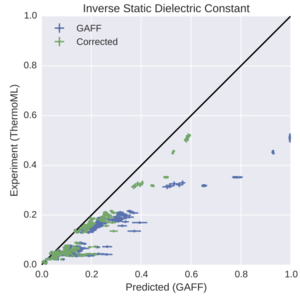 Inverse Static Dielectric Constant
1.0
GAFF
Corrected
0.8
0.6
0.4
0.2
0.0
Experiment (ThermoML)
0.0 0.2 0.4 0.6 0.8 1.0
Predicted (GAFF)